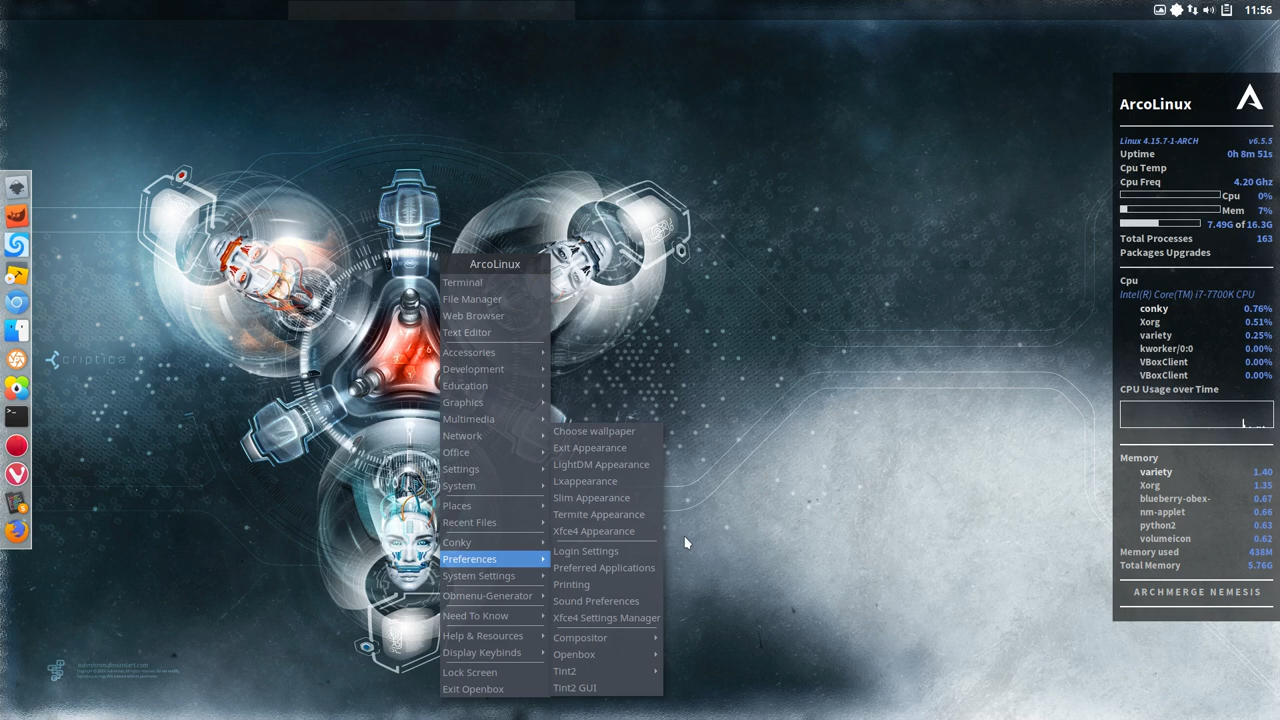 11:56
ArcoLinux
Linux 4.15.7-1-ARCH v6.5.5
Uptime 0h 8m 51s
Cpu Temp
Cpu Freq 4.20 Ghz
Cpu 0%
Mem 7%
7.49G of 16.3G
Total Processes 163
Packages Upgrades
Cpu
Intel(R) Core(TM) i7-7700K CPU
conky 0.76%
Xorg 0.51%
variety 0.25%
kworker/0:0 0.00%
VBoxClient 0.00%
VBoxClient 0.00%
CPU Usage over Time
Memory
variety 1.40
Xorg 1.35
blueberry-obex- 0.67
nm-applet 0.66
python2 0.63
volumeicon 0.62
Memory used 438M
Total Memory 5.76G
ARCHMERGE NEMESIS
criptica
ArcoLinux
Terminal
File Manager
Web Browser
Text Editor
Accessories
Development
Education
Graphics
Multimedia
Network
Office
Settings
System
Places
Recent Files
Conky
Preferences
System Settings
Obmenu-Generator
Need To Know
Help & Resources
Display Keybinds
Lock Screen
Exit Openbox
Choose wallpaper
Exit Appearance
LightDM Appearance
Lxappearance
Slim Appearance
Termite Appearance
Xfce4 Appearance
Login Settings
Preferred Applications
Printing
Sound Preferences
Xfce4 Settings Manager
Compositor
Openbox
Tint2
Tint2 GUI